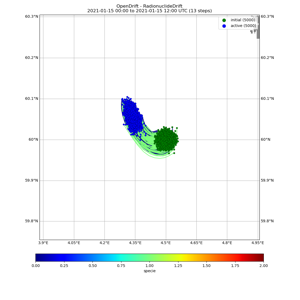 OpenDrift - RadionuclideDrift
2021-01-15 00:00 to 2021-01-15 12:00 UTC (13 steps)
60.3°N 60.3°N
initial (5000)
active (5000)
60.2°N 60.2°N
60.1°N 60.1°N
60°N 60°N
59.9°N 59.9°N
59.8°N 59.8°N
3.9°E 4.05°E 4.2°E 4.35°E 4.5°E 4.65°E 4.8°E 4.95°E
0.00 0.25 0.50 0.75 1.00 1.25 1.50 1.75 2.00
specie